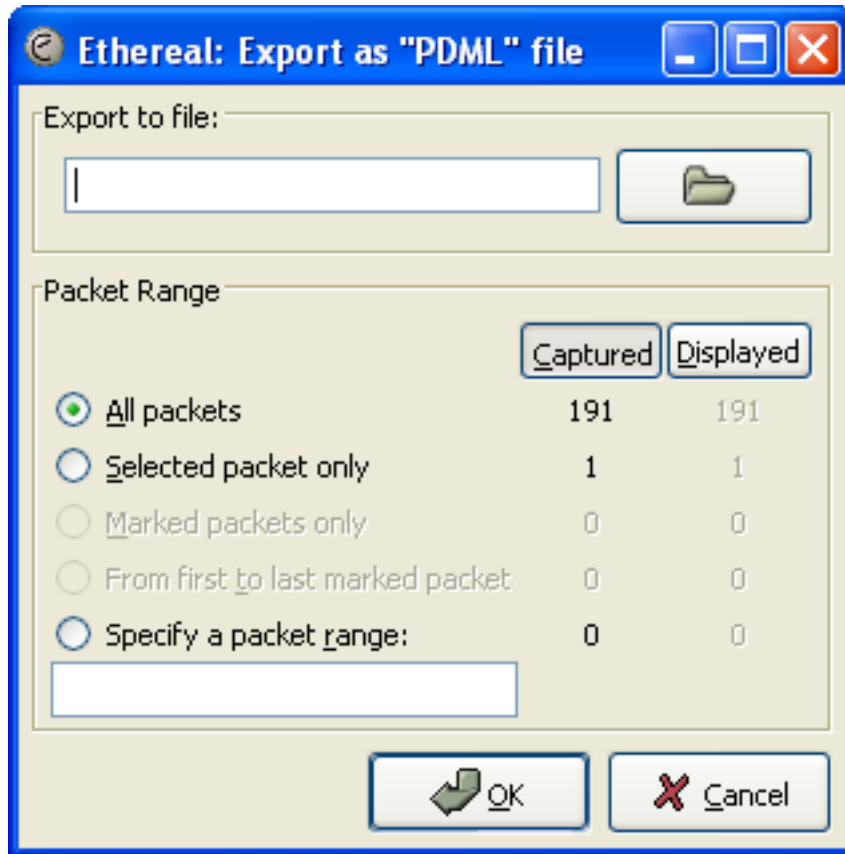 Ethereal: Export as "PDML" file
Export to file:
Packet Range
Captured Displayed
All packets 191 191
Selected packet only 1 1
Marked packets only 0 0
From first to last marked packet 0 0
Specify a packet range: 0 0
OK Cancel